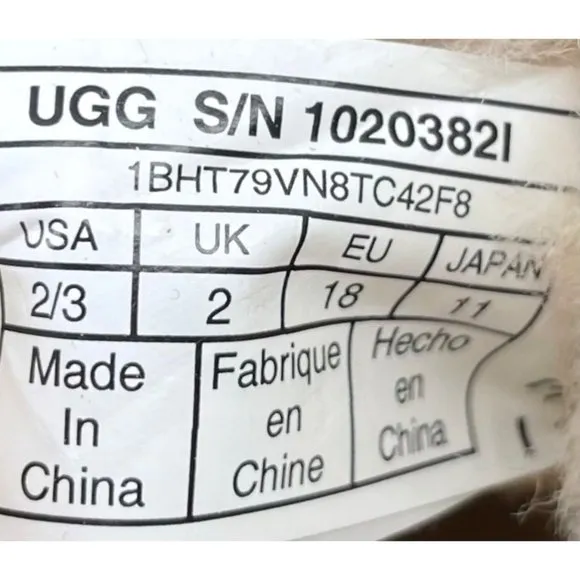 UGG S/N 1020382I
1BHT79VN8TC42F8
USA UK EU JAPAN
2/3 2 18 11
Made In China
Fabrique en Chine
Hecho en China